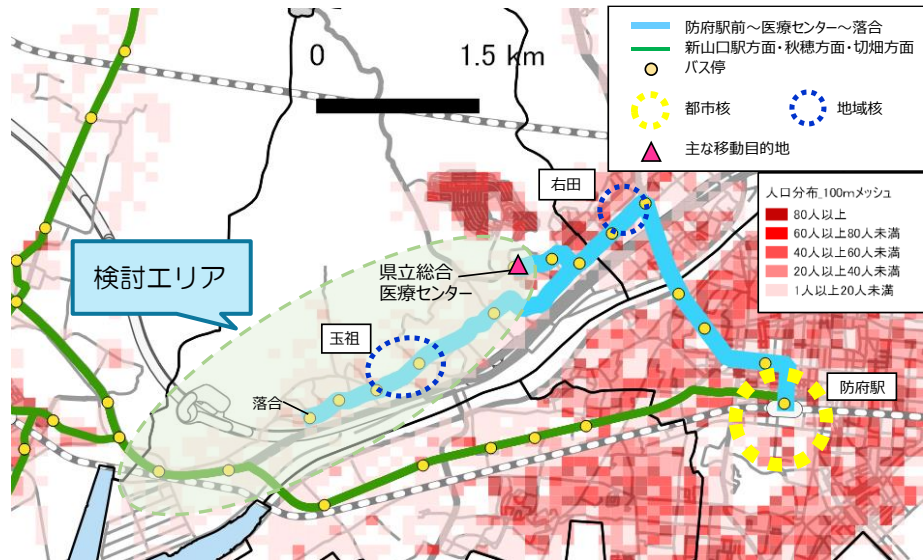 0 1.5 km
防府駅前～医療センター～落合
新山口駅方面・秋穂方面・切畑方面
バス停
都市核
地域核
主な移動目的地
人口分布_100mメッシュ
80人以上
60人以上80人未満
40人以上60人未満
20人以上40人未満
1人以上20人未満
右田
検討エリア
県立総合
医療センター
玉祖
落合
防府駅